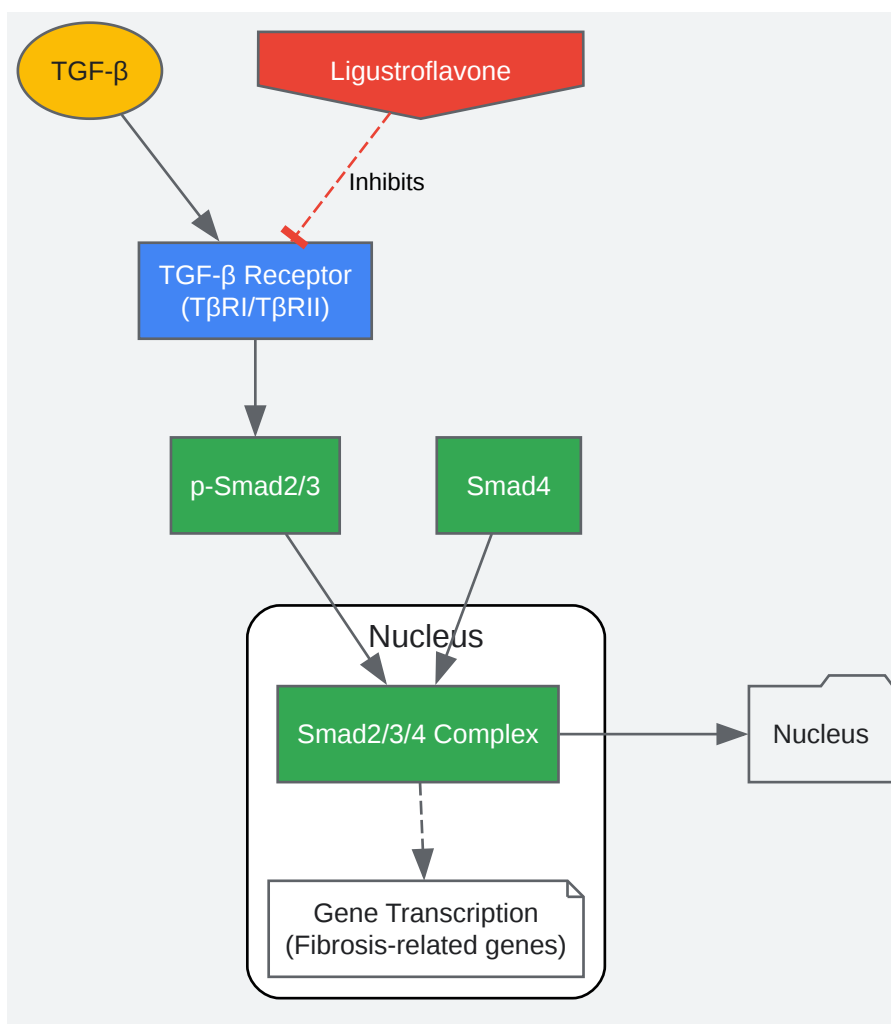 TGF-β
Ligustroflavone
Inhibits
TGF-β Receptor
(TβRI/TβRII)
p-Smad2/3
Smad4
Nucleus
Smad2/3/4 Complex
Nucleus
Gene Transcription
(Fibrosis-related genes)